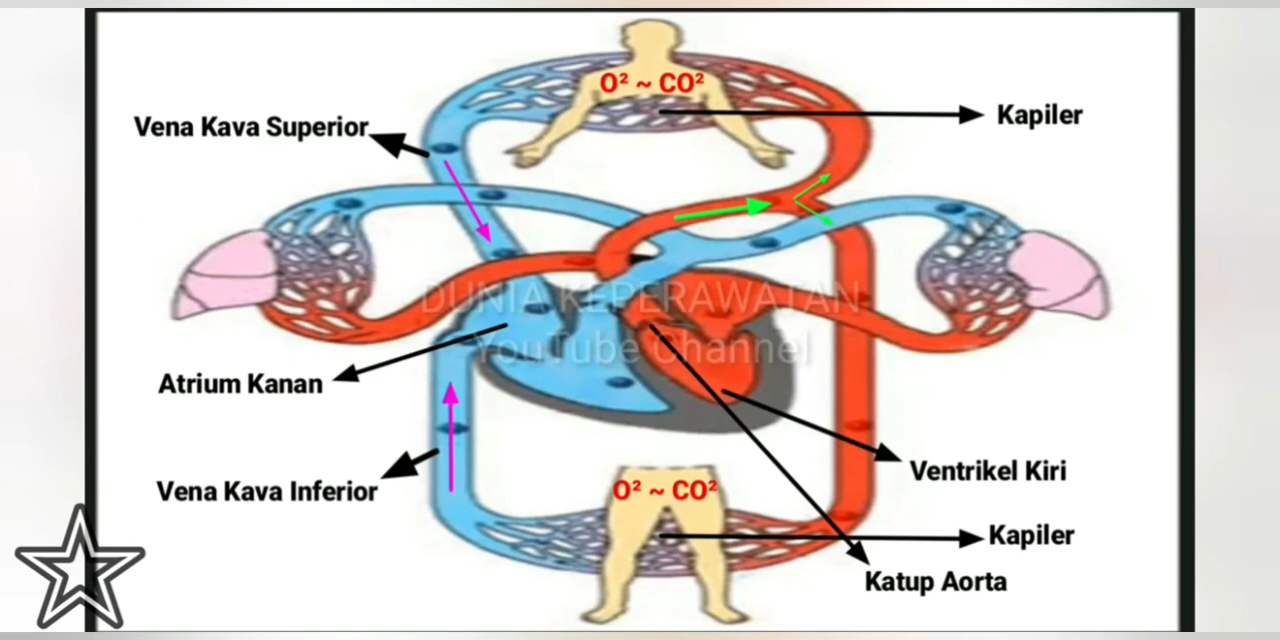 O² ~ CO²
Vena Kava Superior
Kapiler
DUNIA KEPERAWATAN
YouTube Channel
Atrium Kanan
Ventrikel Kiri
Vena Kava Inferior
O² ~ CO²
Kapiler
Katup Aorta